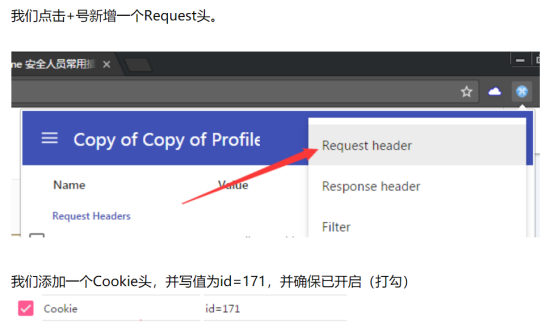 我们点击+号新增一个Request头。
ne 安全人员常用插
Copy of Copy of Profile
Request header
Name
Value
Response header
Request Headers
Filter
我们添加一个Cookie头，并写值为id=171，并确保已开启（打勾）
Cookie
id=171